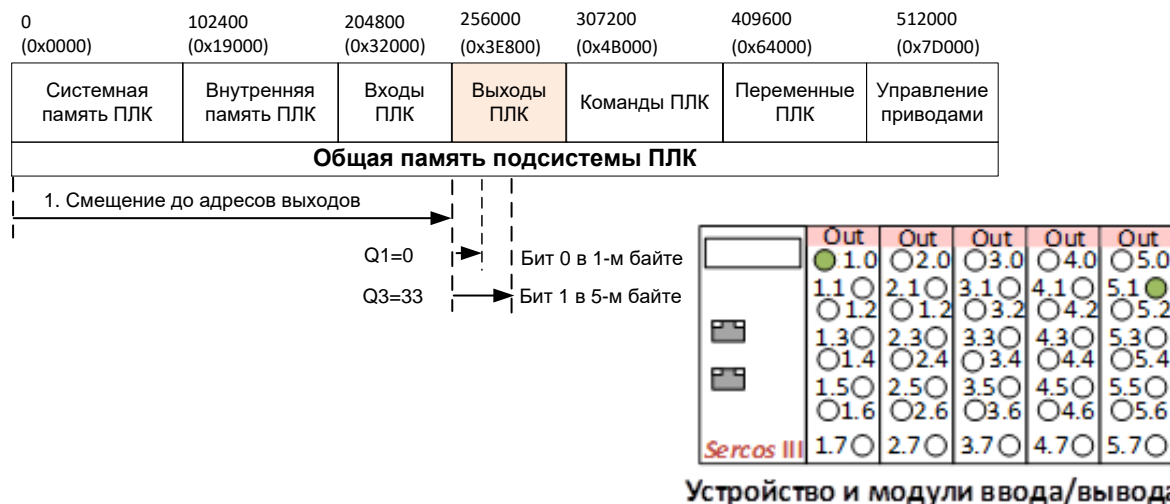 0 102400 204800 256000 307200 409600 512000
(0x0000) (0x19000) (0x32000) (0x3E800) (0x4B000) (0x64000) (0x7D000)
Системная память ПЛК
Внутренняя память ПЛК
Входы ПЛК
Выходы ПЛК
Команды ПЛК
Переменные ПЛК
Управление приводами
Общая память подсистемы ПЛК
1. Смещение до адресов выходов
Q1=0 Бит 0 в 1-м байте
Q3=33 Бит 1 в 5-м байте
Out Out Out Out Out
1.0 2.0 3.0 4.0 5.0
1.1 2.1 3.1 4.1 5.1
1.2 1.2 3.2 4.2 5.2
1.3 2.3 3.3 4.3 5.3
1.4 2.4 3.4 4.4 5.4
1.5 2.5 3.5 4.5 5.5
1.6 2.6 3.6 4.6 5.6
Sercos III 1.7 2.7 3.7 4.7 5.7
Устройство и модули ввода/вывода